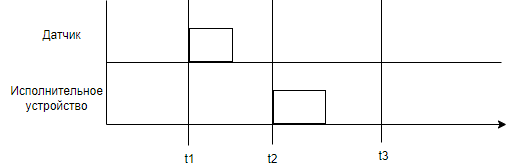 Датчик
Исполнительное
устройство
t1
t2
t3